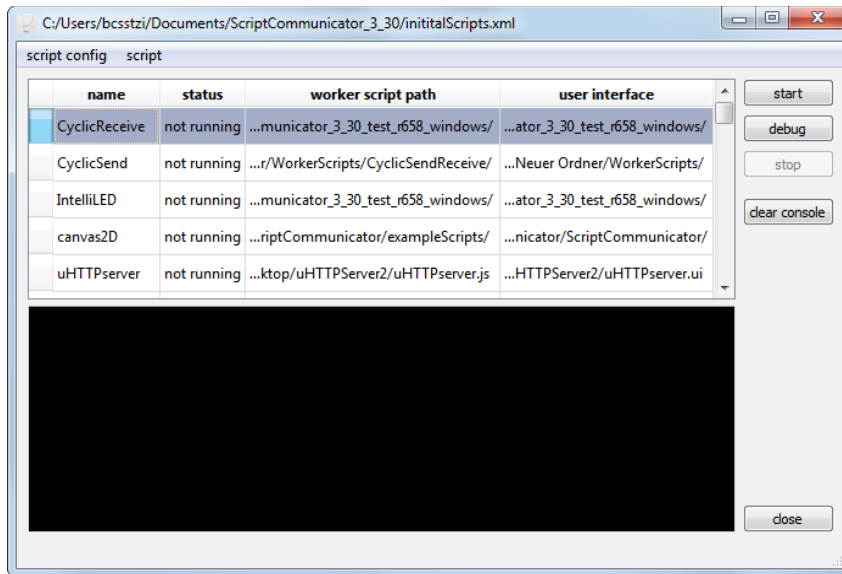 C:/Users/bcsstzi/Documents/ScriptCommunicator_3_30/inititalScripts.xml
script config script
name status worker script path user interface
CyclicReceive not running ...municator_3_30_test_r658_windows/ ...ator_3_30_test_r658_windows/
CyclicSend not running ...r/WorkerScripts/CyclicSendReceive/ ...Neuer Ordner/WorkerScripts/
IntelliLED not running ...municator_3_30_test_r658_windows/ ...ator_3_30_test_r658_windows/
canvas2D not running ...riptCommunicator/exampleScripts/ ...nicator/ScriptCommunicator/
uHTTPserver not running ...ktop/uHTTPServer2/uHTTPserver.js ...HTTPServer2/uHTTPserver.ui
start
debug
stop
clear console
close